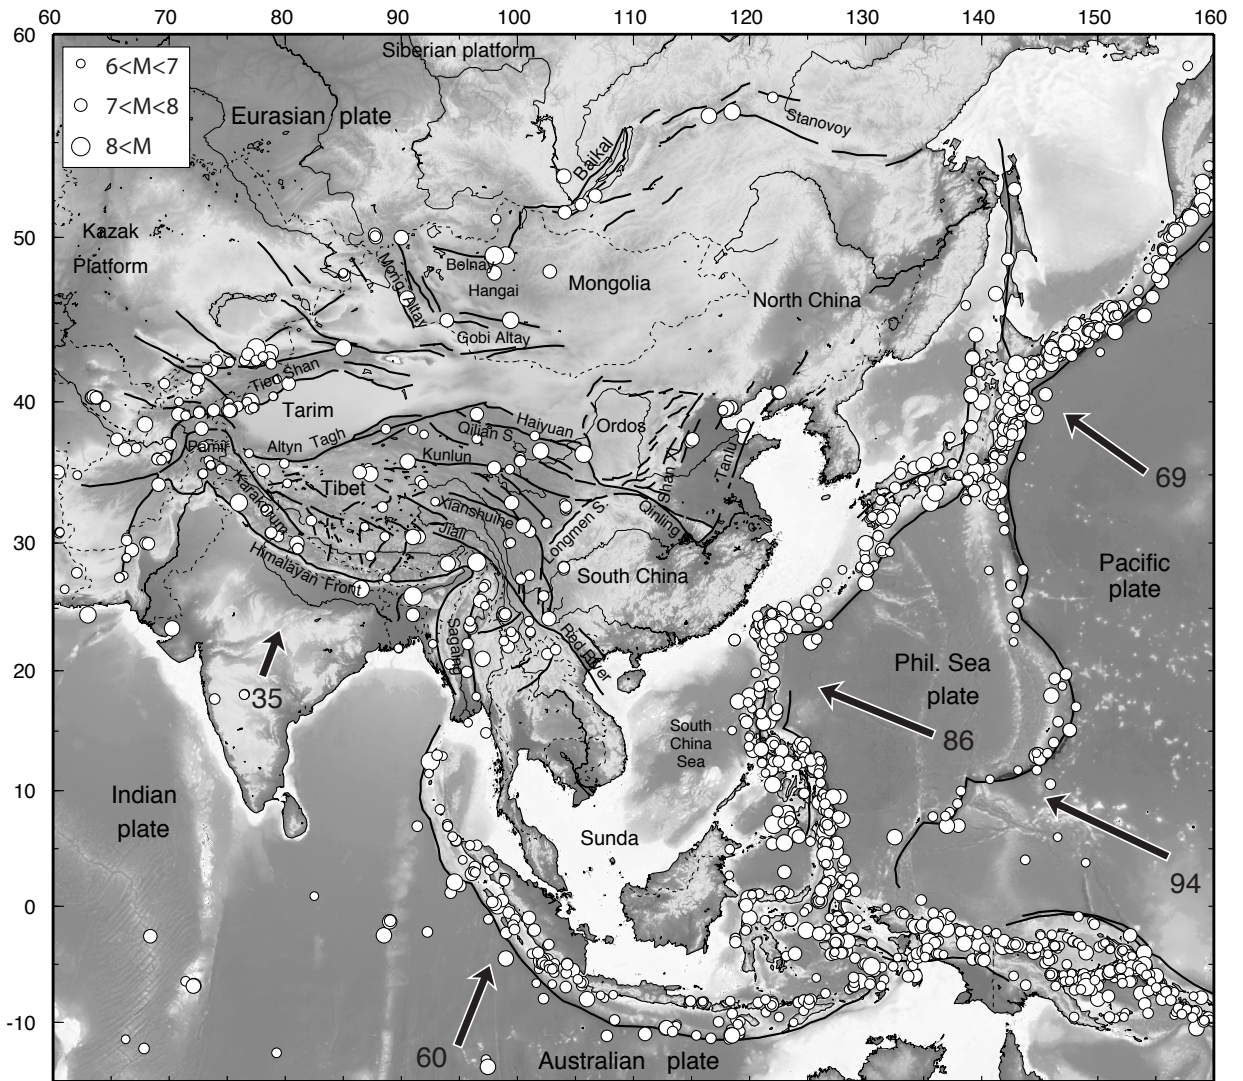 60 70 80 90 100 110 120 130 140 150 160
60
Siberian platform
6<M<7
7<M<8
8<M
Eurasian plate
Stanovoy
Baikal
50
Kazak
Platform
Bolnay
Mongolia
Mong. Altay
Hangai
North China
Gobi Altay
Tien Shan
40
Tarim
Haiyuan
Ordos
Qilian S.
Pamir
Altyn Tagh
Kunlun
Shan Xi
Tanlu
69
Tibet
Karakorum
Xianshuihe
Longmen S.
Qinling
Jiali
30
Himalayan Front
South China
Pacific
plate
Sagaing
Red River
Phil. Sea
plate
20
35
South
China
Sea
86
10
Indian
plate
Sunda
94
0
-10
60
Australian plate